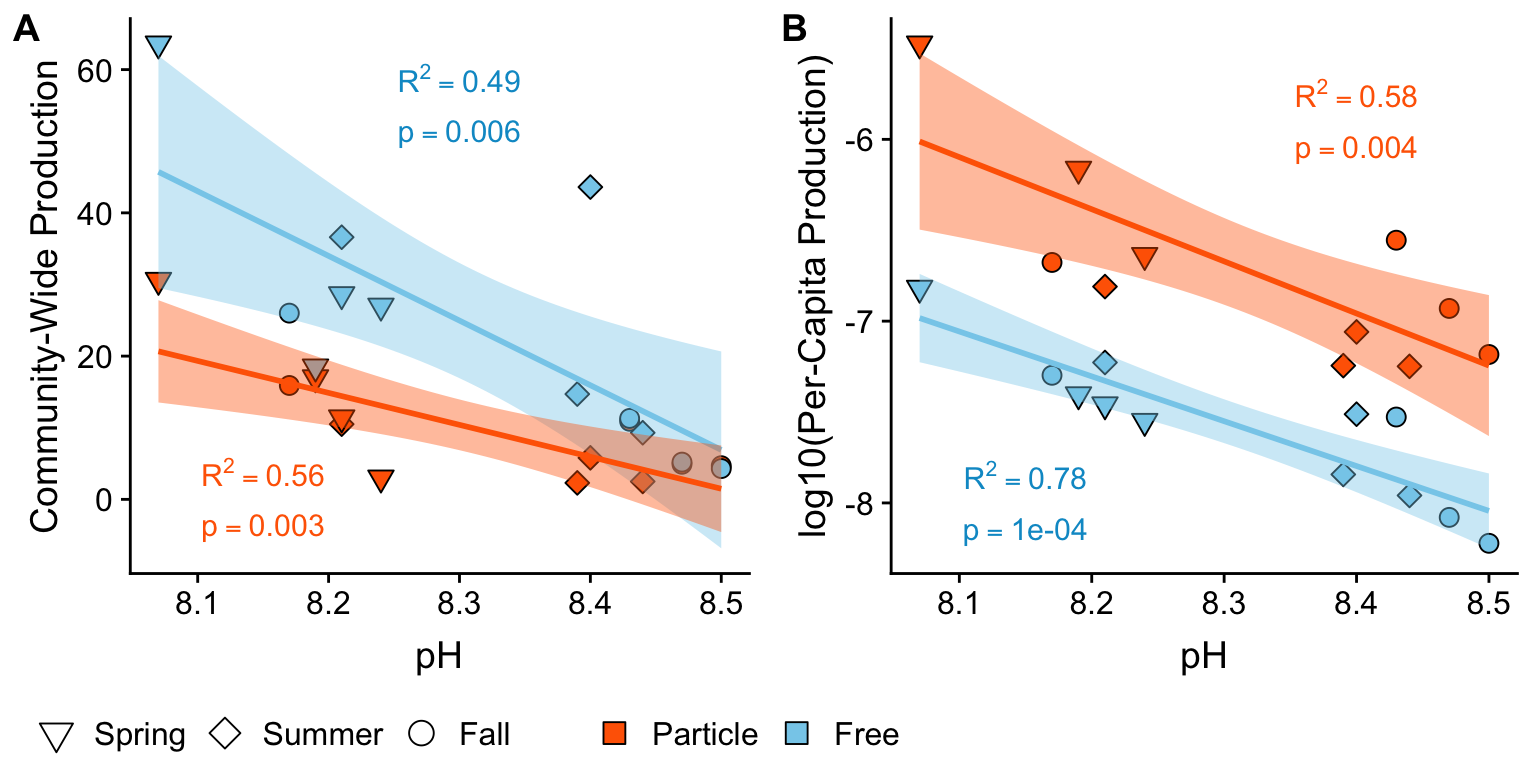 A
Community-Wide Production
60
40
20
0
R² = 0.49
p = 0.006
R² = 0.56
p = 0.003
8.1 8.2 8.3 8.4 8.5
pH
B
log10(Per-Capita Production)
-6
-7
-8
R² = 0.58
p = 0.004
R² = 0.78
p = 1e-04
8.1 8.2 8.3 8.4 8.5
pH
Spring Summer Fall Particle Free